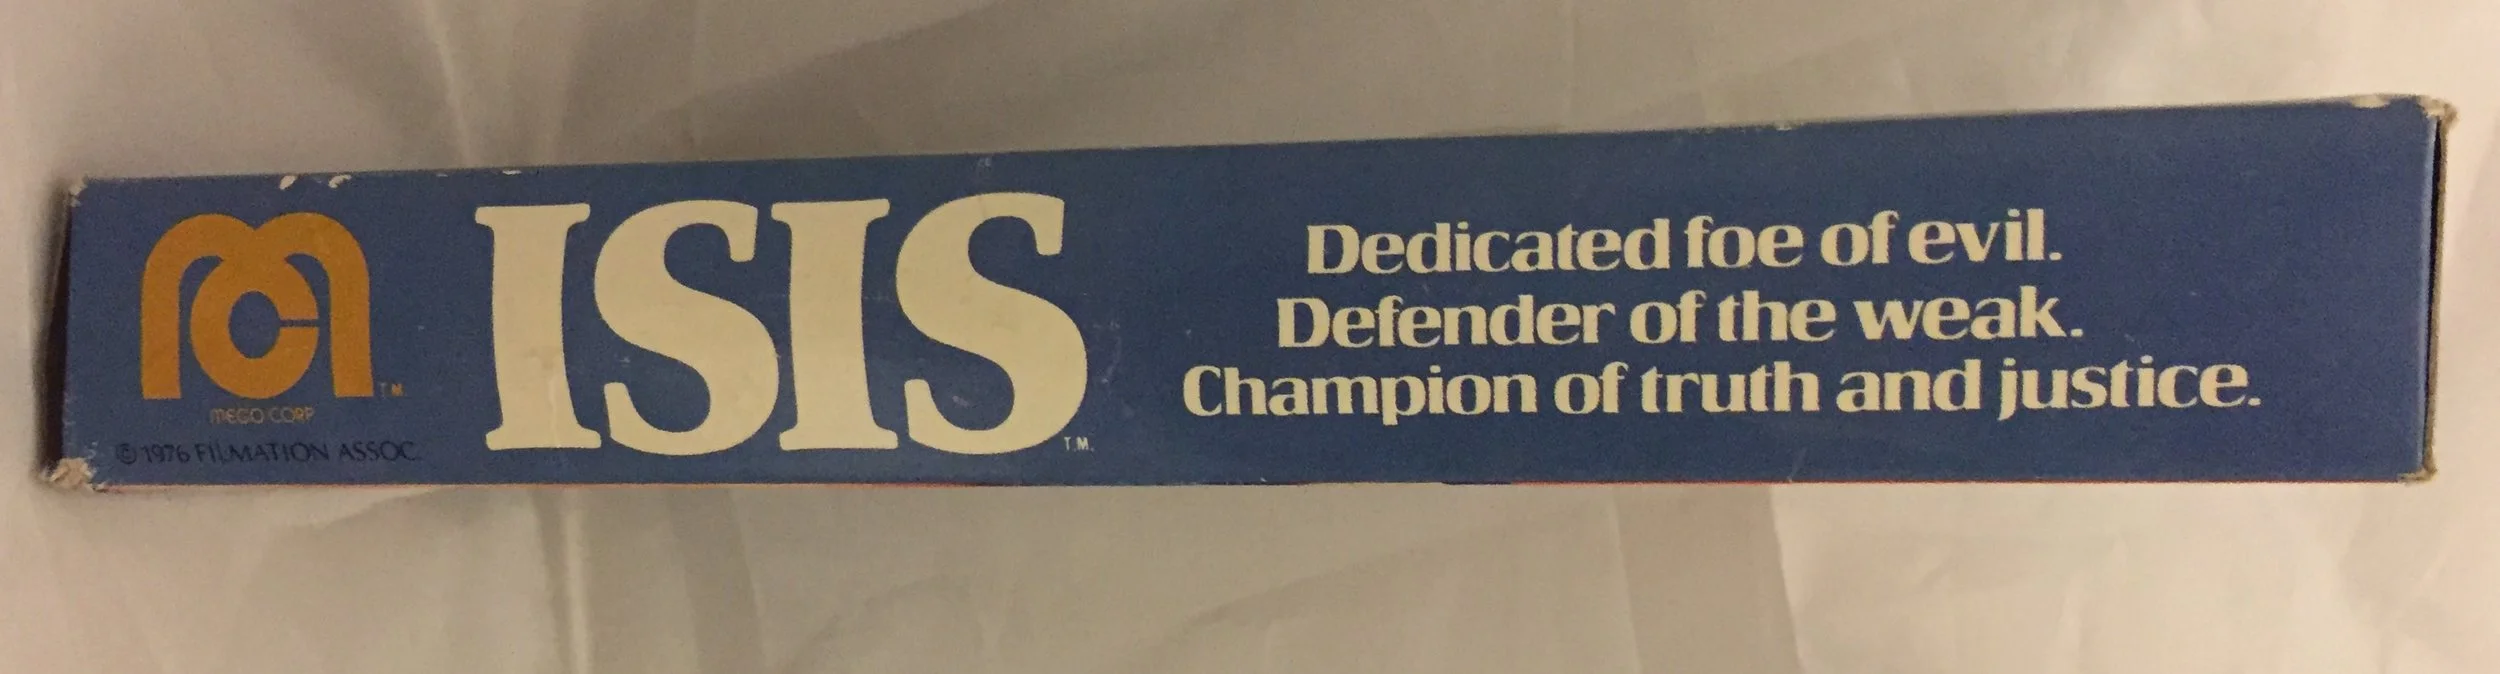 T.M.
MEGO CORP
© 1976 FILMATION ASSOC.
ISIS
T.M.
Dedicated foe of evil.
Defender of the weak.
Champion of truth and justice.